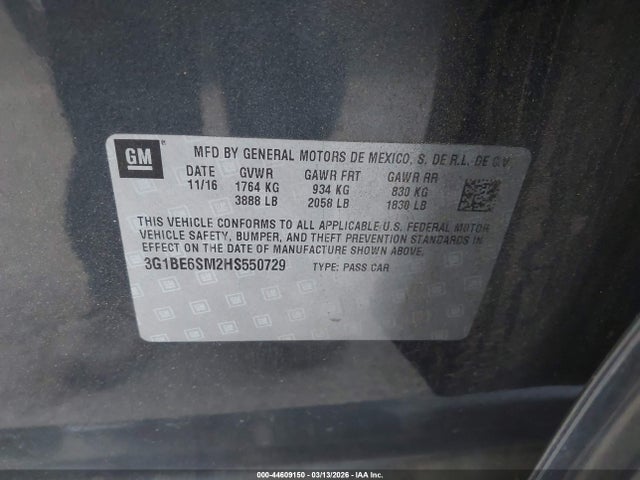 GM
MFD BY GENERAL MOTORS DE MEXICO, S. DE R.L. DE C.V
DATE GVWR GAWR FRT GAWR RR
11/16 1764 KG 934 KG 830 KG
3888 LB 2058 LB 1830 LB
THIS VEHICLE CONFORMS TO ALL APPLICABLE U.S. FEDERAL MOTOR
VEHICLE SAFETY, BUMPER, AND THEFT PREVENTION STANDARDS IN
EFFECT ON THE DATE OF MANUFACTURE SHOWN ABOVE.
3G1BE6SM2HS550729 TYPE: PASS CAR
000-44609150 | 03/13/2026 | IAAI.COM